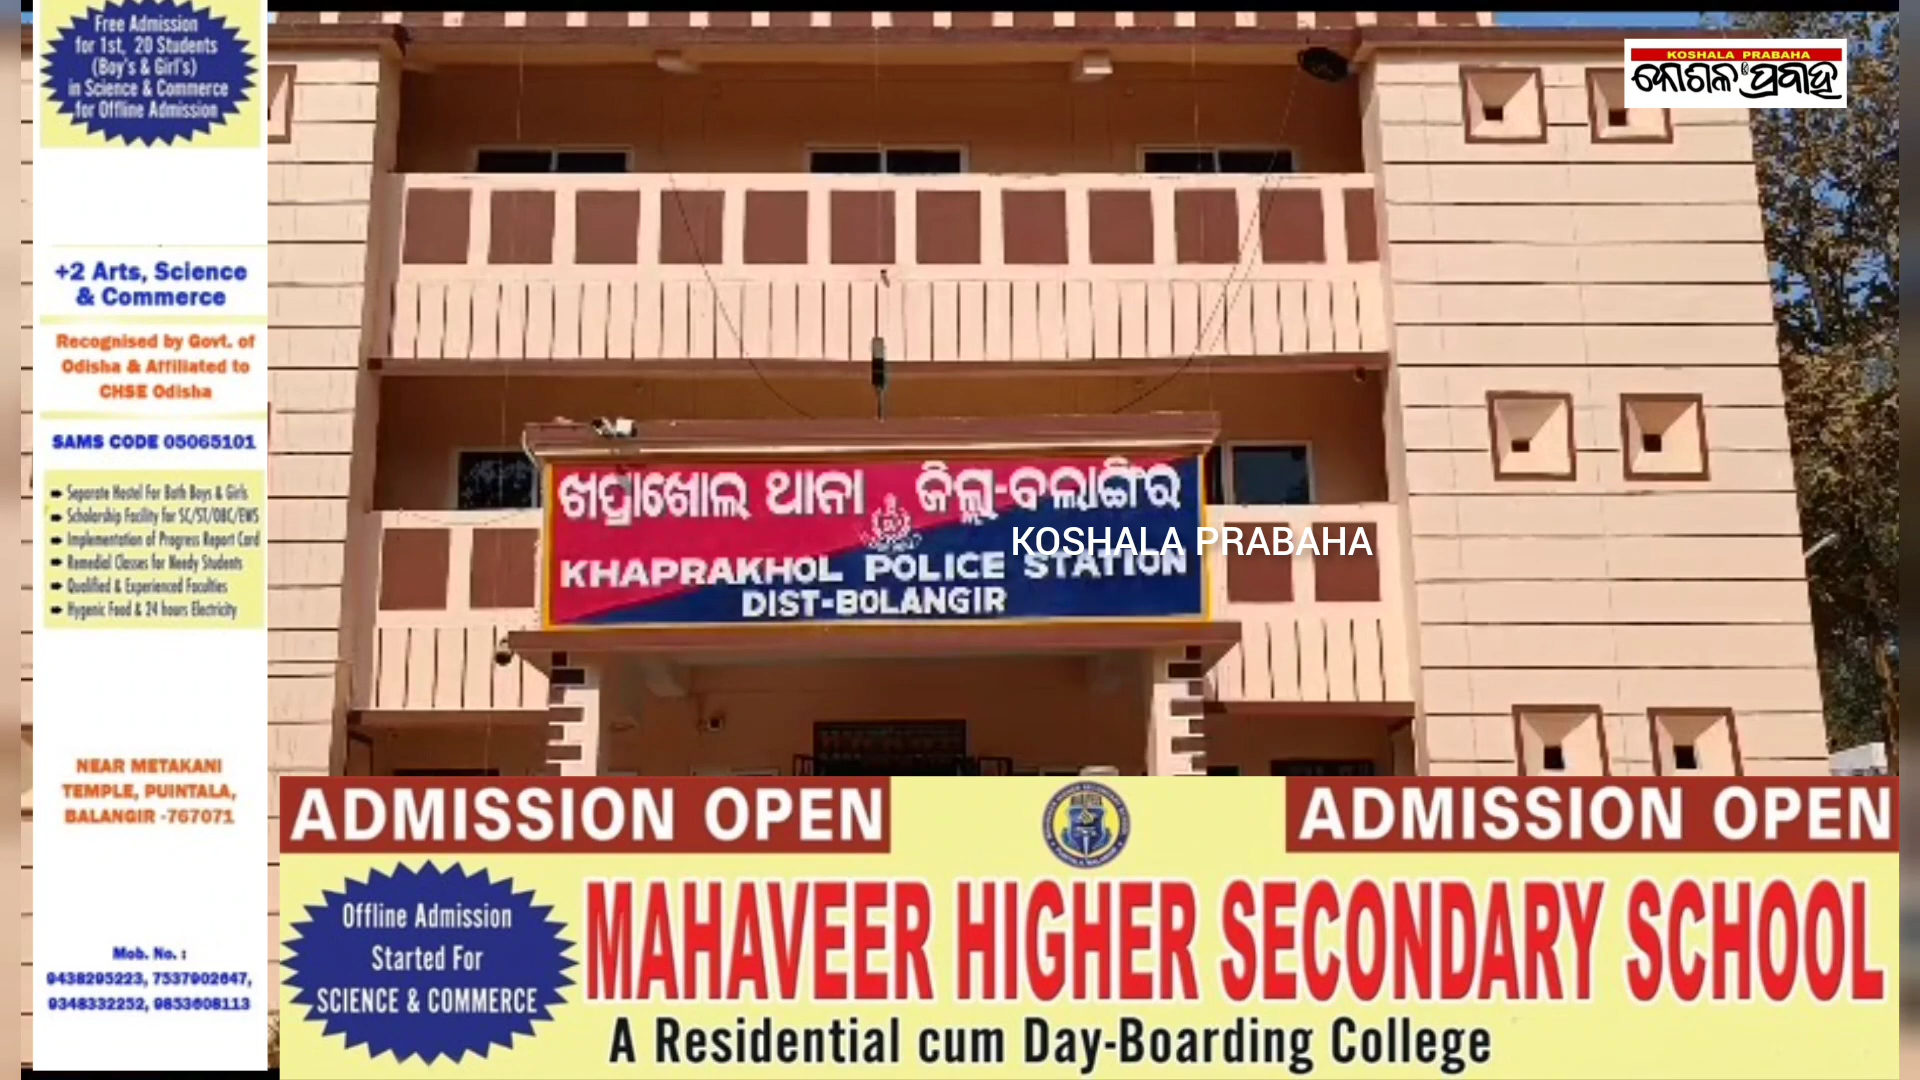 Free Admission
for 1st, 20 Students
(Boy's & Girl's)
in Science & Commerce
for Offline Admission
+2 Arts, Science
& Commerce
Recognised by Govt. of
Odisha & Affiliated to
CHSE Odisha
SAMS CODE 05065101
Separate Hostel For Both Boys & Girls
Scholarship Facility for SC/ST/OBC/EWS
Implementation of Progress Report Card
Remedial Classes for Needy Students
Qualified & Experienced Faculties
Hygenic Food & 24 hours Electricity
NEAR METAKANI
TEMPLE, PUINTALA,
BALANGIR -767071
Mob. No. :
9438295223, 7537902647,
9348332252, 9853608113
KOSHALA PRABAHA
କୋଶଳ ପ୍ରବାହ
ଖପ୍ରାଖୋଲ ଥାନା ଜିଲ୍ଲା-ବଲାଙ୍ଗିର
KOSHALA PRABAHA
KHAPRAKHOL POLICE STATION
DIST-BOLANGIR
ADMISSION OPEN
ADMISSION OPEN
Offline Admission
Started For
SCIENCE & COMMERCE
MAHAVEER HIGHER SECONDARY SCHOOL
A Residential cum Day-Boarding College